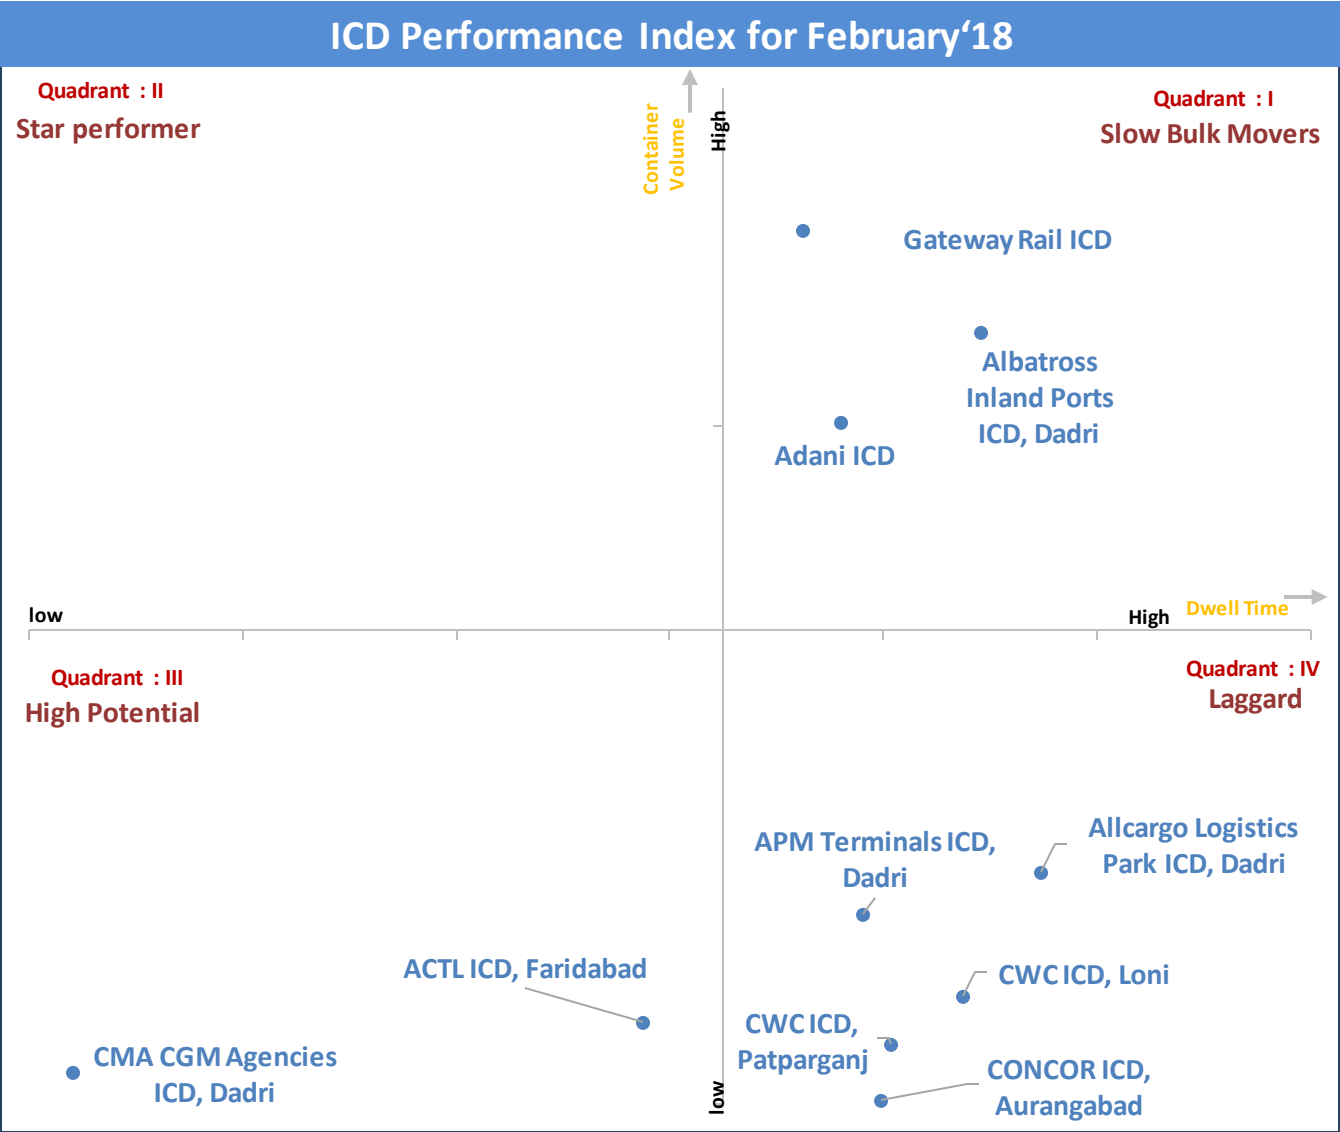 ICD Performance Index for February‘18
Quadrant : II
Star performer
Container
Volume
High
Quadrant : I
Slow Bulk Movers
Gateway Rail ICD
Albatross
Inland Ports
ICD, Dadri
Adani ICD
low
High
Dwell Time
Quadrant : III
High Potential
Quadrant : IV
Laggard
APM Terminals ICD,
Dadri
Allcargo Logistics
Park ICD, Dadri
ACTL ICD, Faridabad
CWC ICD, Loni
CWC ICD,
Patparganj
CMA CGM Agencies
ICD, Dadri
CONCOR ICD,
Aurangabad
low